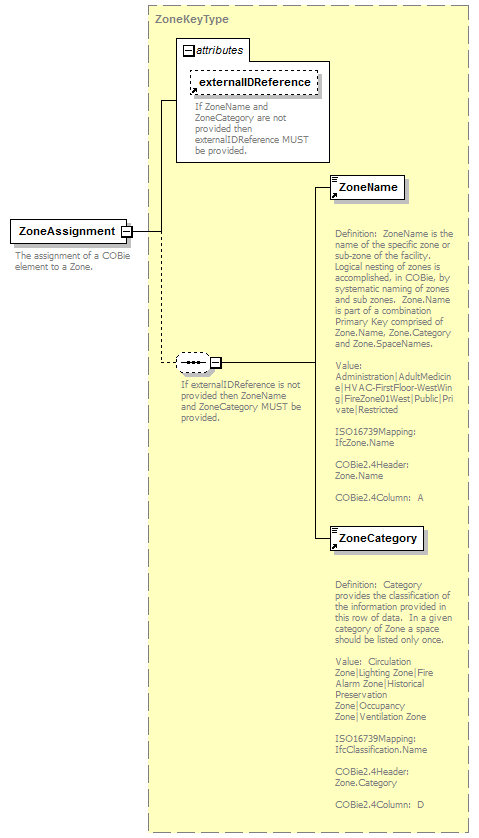 ZoneKeyType
attributes
externalIDReference
If ZoneName and
ZoneCategory are not
provided then
externalIDReference MUST
be provided.
ZoneAssignment
The assignment of a COBie
element to a Zone.
If externalIDReference is not
provided then ZoneName
and ZoneCategory MUST be
provided.
ZoneName
Definition:  ZoneName is the
name of the specific zone or
sub-zone of the facility.
Logical nesting of zones is
accomplished, in COBie, by
systematic naming of zones
and sub zones.  Zone.Name
is part of a combination
Primary Key comprised of
Zone.Name, Zone.Category
and Zone.SpaceNames.
Value:
Administration|AdultMedicin
e|HVAC-FirstFloor-WestWin
g|FireZone01West|Public|Pri
vate|Restricted
ISO16739Mapping:
IfcZone.Name
COBie2.4Header:
Zone.Name
COBie2.4Column:  A
ZoneCategory
Definition:  Category
provides the classification of
the information provided in
this row of data.  In a given
category of Zone a space
should be listed only once.
Value:  Circulation
Zone|Lighting Zone|Fire
Alarm Zone|Historical
Preservation
Zone|Occupancy
Zone|Ventilation Zone
ISO16739Mapping:
IfcClassification.Name
COBie2.4Header:
Zone.Category
COBie2.4Column:  D